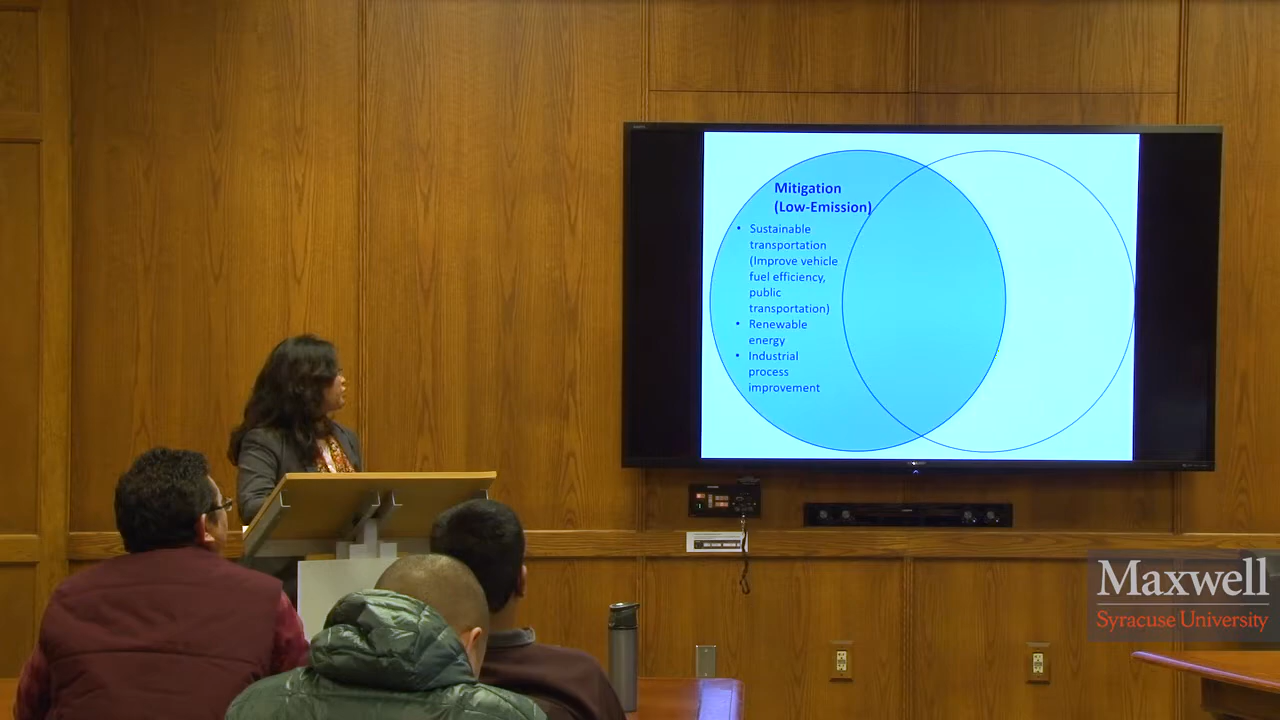 Mitigation
(Low-Emission)
• Sustainable
transportation
(Improve vehicle
fuel efficiency,
public
transportation)
• Renewable
energy
• Industrial
process
improvement
Maxwell
Syracuse University